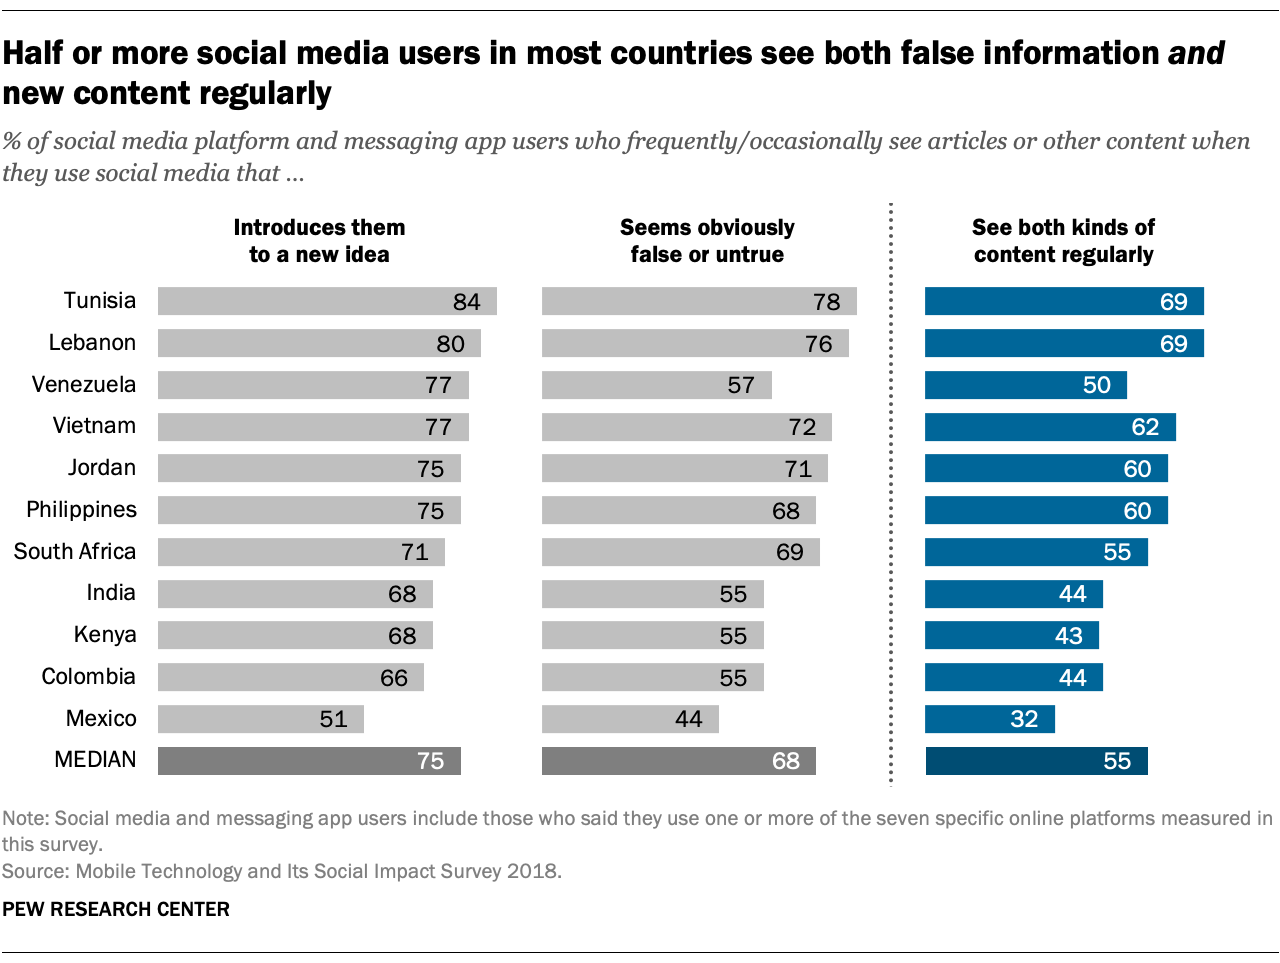 Half or more social media users in most countries see both false information and
new content regularly
% of social media platform and messaging app users who frequently/occasionally see articles or other content when
they use social media that ...
Introduces them
to a new idea
Seems obviously
false or untrue
See both kinds of
content regularly
Tunisia 84 78 69
Lebanon 80 76 69
Venezuela 77 57 50
Vietnam 77 72 62
Jordan 75 71 60
Philippines 75 68 60
South Africa 71 69 55
India 68 55 44
Kenya 68 55 43
Colombia 66 55 44
Mexico 51 44 32
MEDIAN 75 68 55
Note: Social media and messaging app users include those who said they use one or more of the seven specific online platforms measured in
this survey.
Source: Mobile Technology and Its Social Impact Survey 2018.
PEW RESEARCH CENTER